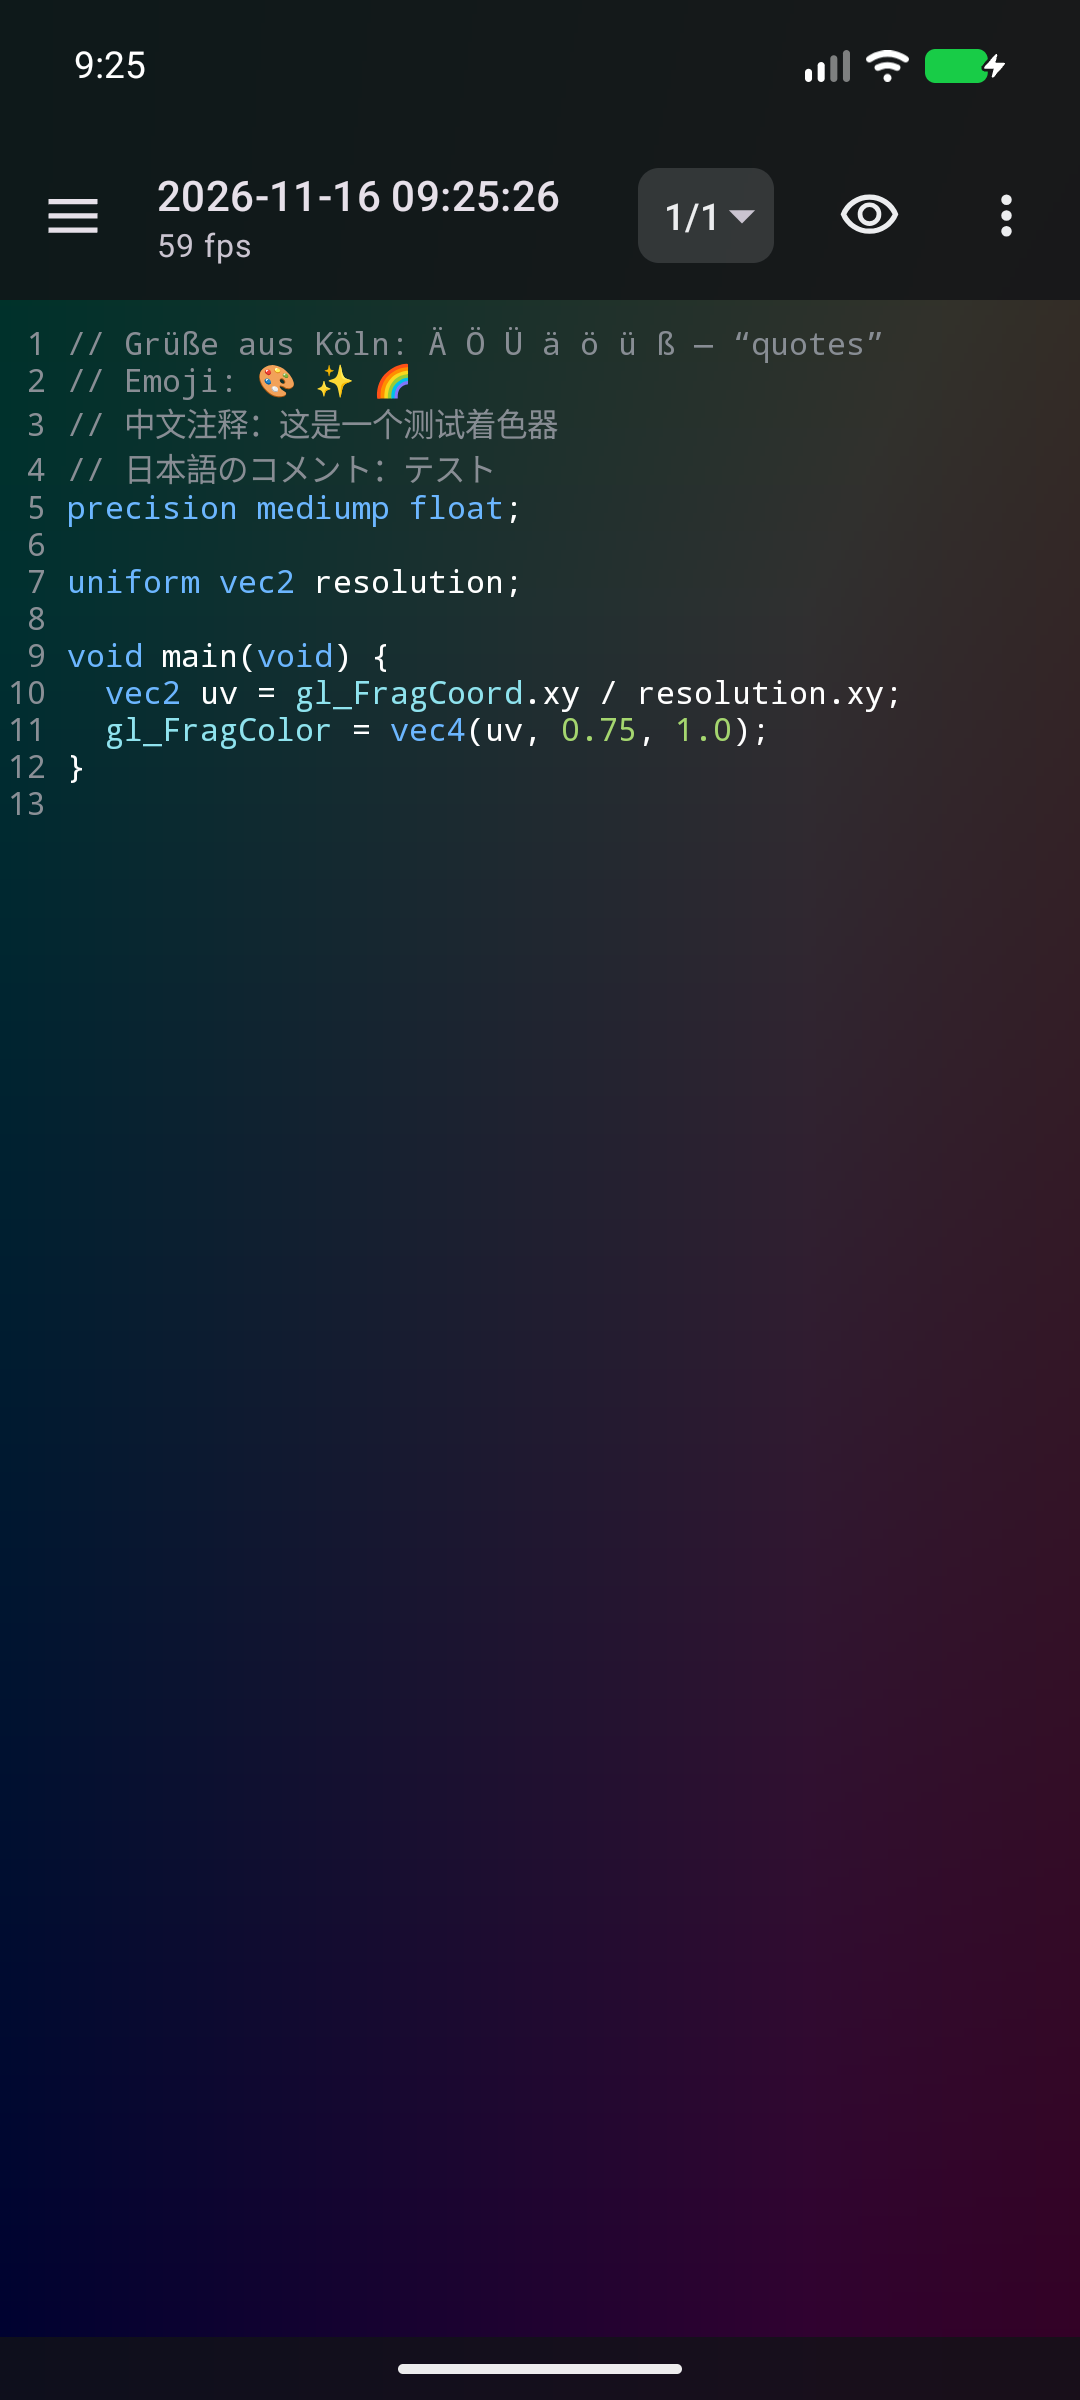 9:25
2026-11-16 09:25:26
59 fps
1/1
1 // Grüße aus Köln: Ä Ö Ü ä ö ü ß — “quotes”
2 // Emoji: 🎨 ✨ 🌈
3 // 中文注释：这是一个测试着色器
4 // 日本語のコメント：テスト
5 precision mediump float;
6
7 uniform vec2 resolution;
8
9 void main(void) {
10   vec2 uv = gl_FragCoord.xy / resolution.xy;
11   gl_FragColor = vec4(uv, 0.75, 1.0);
12 }
13